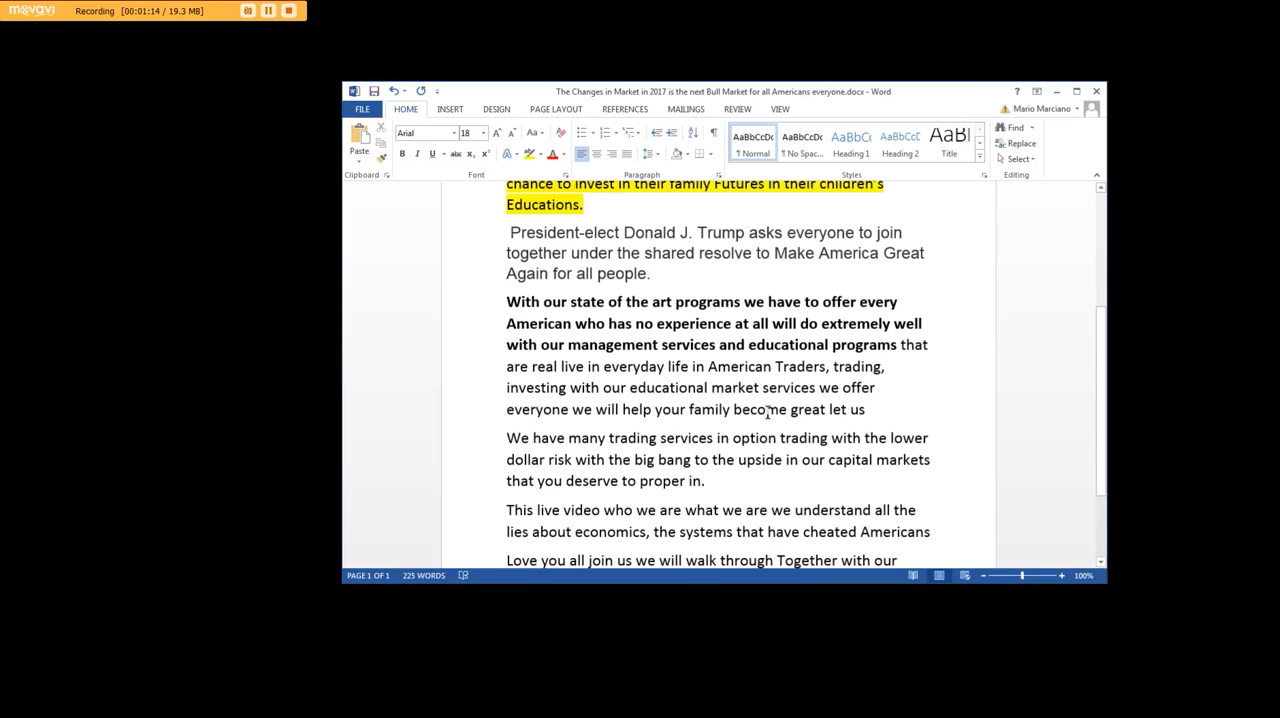 movavi Recording [00:01:14 / 19.3 MB]
The Changes in Market in 2017 is the next Bull Market for all Americans everyone.docx - Word
FILE HOME INSERT DESIGN PAGE LAYOUT REFERENCES MAILINGS REVIEW VIEW Mario Marciano
Paste Arial 18 AaBbCcDc AaBbCcDc AaBbC AaBbCcD AaBl Find
¶ Normal ¶ No Spac... Heading 1 Heading 2 Title Replace
B I U abc X₂ X² Select
Clipboard Font Paragraph Styles Editing
chance to invest in their family Futures in their children's
Educations.
President-elect Donald J. Trump asks everyone to join
together under the shared resolve to Make America Great
Again for all people.
With our state of the art programs we have to offer every
American who has no experience at all will do extremely well
with our management services and educational programs that
are real live in everyday life in American Traders, trading,
investing with our educational market services we offer
everyone we will help your family become great let us
We have many trading services in option trading with the lower
dollar risk with the big bang to the upside in our capital markets
that you deserve to proper in.
This live video who we are what we are we understand all the
lies about economics, the systems that have cheated Americans
Love you all join us we will walk through Together with our
PAGE 1 OF 1 225 WORDS 100%